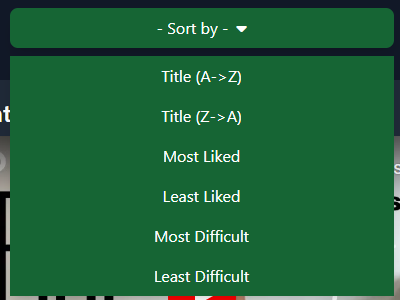 - Sort by -
Title (A->Z)
Title (Z->A)
Most Liked
Least Liked
Most Difficult
Least Difficult